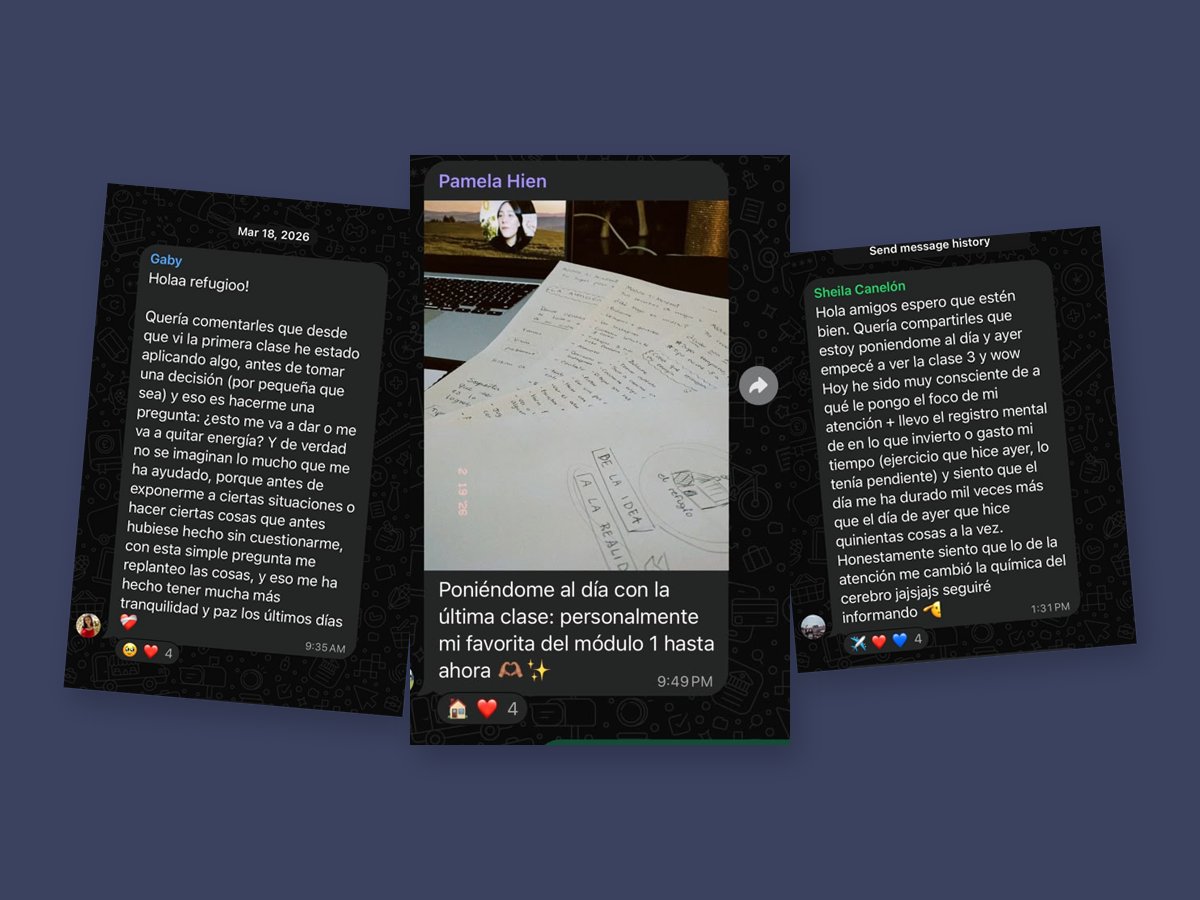 Mar 18, 2026
Gaby
Holaa refugioo!
Quería comentarles que desde
que vi la primera clase he estado
aplicando algo, antes de tomar
una decisión (por pequeña que
sea) y eso es hacerme una
pregunta: ¿esto me va a dar o me
va a quitar energía? Y de verdad
no se imaginan lo mucho que me
ha ayudado, porque antes de
exponerme a ciertas situaciones o
hacer ciertas cosas que antes
hubiese hecho sin cuestionarme,
con esta simple pregunta me
replanteo las cosas, y eso me ha
hecho tener mucha más
tranquilidad y paz los últimos días
❤️‍🩹
9:35 AM
🥹 ❤️ 4
Pamela Hien
2 19 '26
DE LA IDEA
A LA REALID
el refugio
Poniéndome al día con la
última clase: personalmente
mi favorita del módulo 1 hasta
ahora 🫶🏽✨
9:49 PM
🏠 ❤️ 4
Send message history
Sheila Canelón
Hola amigos espero que estén
bien. Quería compartirles que
estoy poniendome al día y ayer
empecé a ver la clase 3 y wow
Hoy he sido muy consciente de a
qué le pongo el foco de mi
atención + llevo el registro mental
de en lo que invierto o gasto mi
tiempo (ejercicio que hice ayer, lo
tenía pendiente) y siento que el
día me ha durado mil veces más
que el día de ayer que hice
quinientas cosas a la vez.
Honestamente siento que lo de la
atención me cambió la química del
cerebro jajsjajs seguiré
informando 🫡
1:31 PM
✈️ ❤️ 💙 4